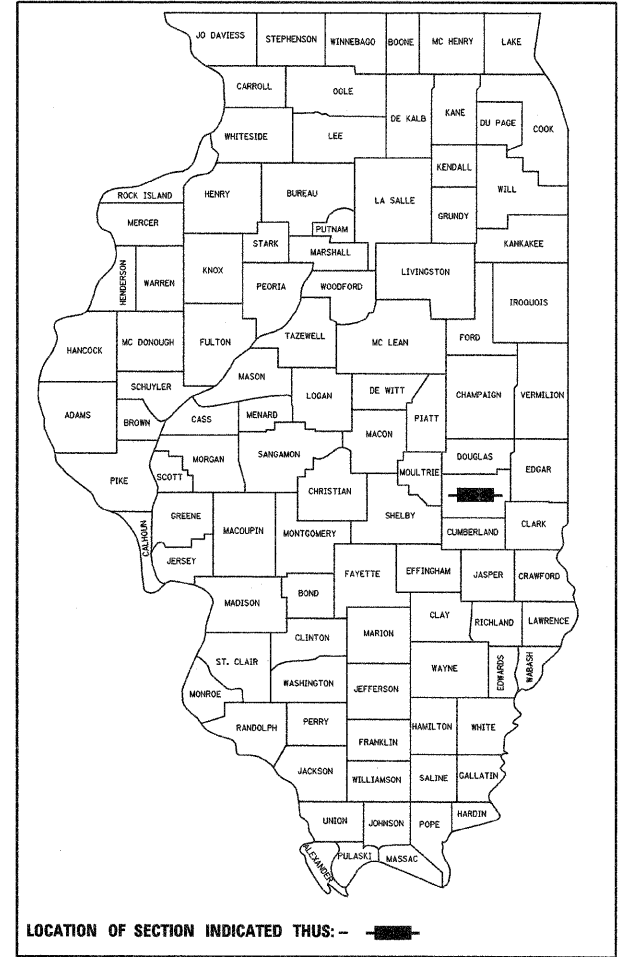 JO DAVIESS STEPHENSON WINNEBAGO BOONE MC HENRY LAKE
CARROLL OGLE
DE KALB KANE DU PAGE COOK
WHITESIDE LEE
KENDALL WILL
ROCK ISLAND HENRY BUREAU LA SALLE
GRUNDY
MERCER PUTNAM
STARK MARSHALL KANKAKEE
HENDERSON WARREN KNOX PEORIA WOODFORD LIVINGSTON IROQUOIS
HANCOCK MC DONOUGH FULTON TAZEWELL MC LEAN FORD
MASON
SCHUYLER LOGAN DE WITT CHAMPAIGN VERMILION
ADAMS BROWN CASS MENARD PIATT
MACON
MORGAN SANGAMON DOUGLAS
PIKE SCOTT CHRISTIAN MOULTRIE EDGAR
GREENE SHELBY
CALHOUN MACOUPIN MONTGOMERY CUMBERLAND CLARK
JERSEY
FAYETTE EFFINGHAM JASPER CRAWFORD
MADISON BOND
CLAY RICHLAND LAWRENCE
CLINTON MARION
ST. CLAIR WAYNE EDWARDS WABASH
WASHINGTON JEFFERSON
MONROE
RANDOLPH PERRY HAMILTON WHITE
FRANKLIN
JACKSON WILLIAMSON SALINE GALLATIN
UNION JOHNSON POPE HARDIN
ALEXANDER PULASKI MASSAC
LOCATION OF SECTION INDICATED THUS: –